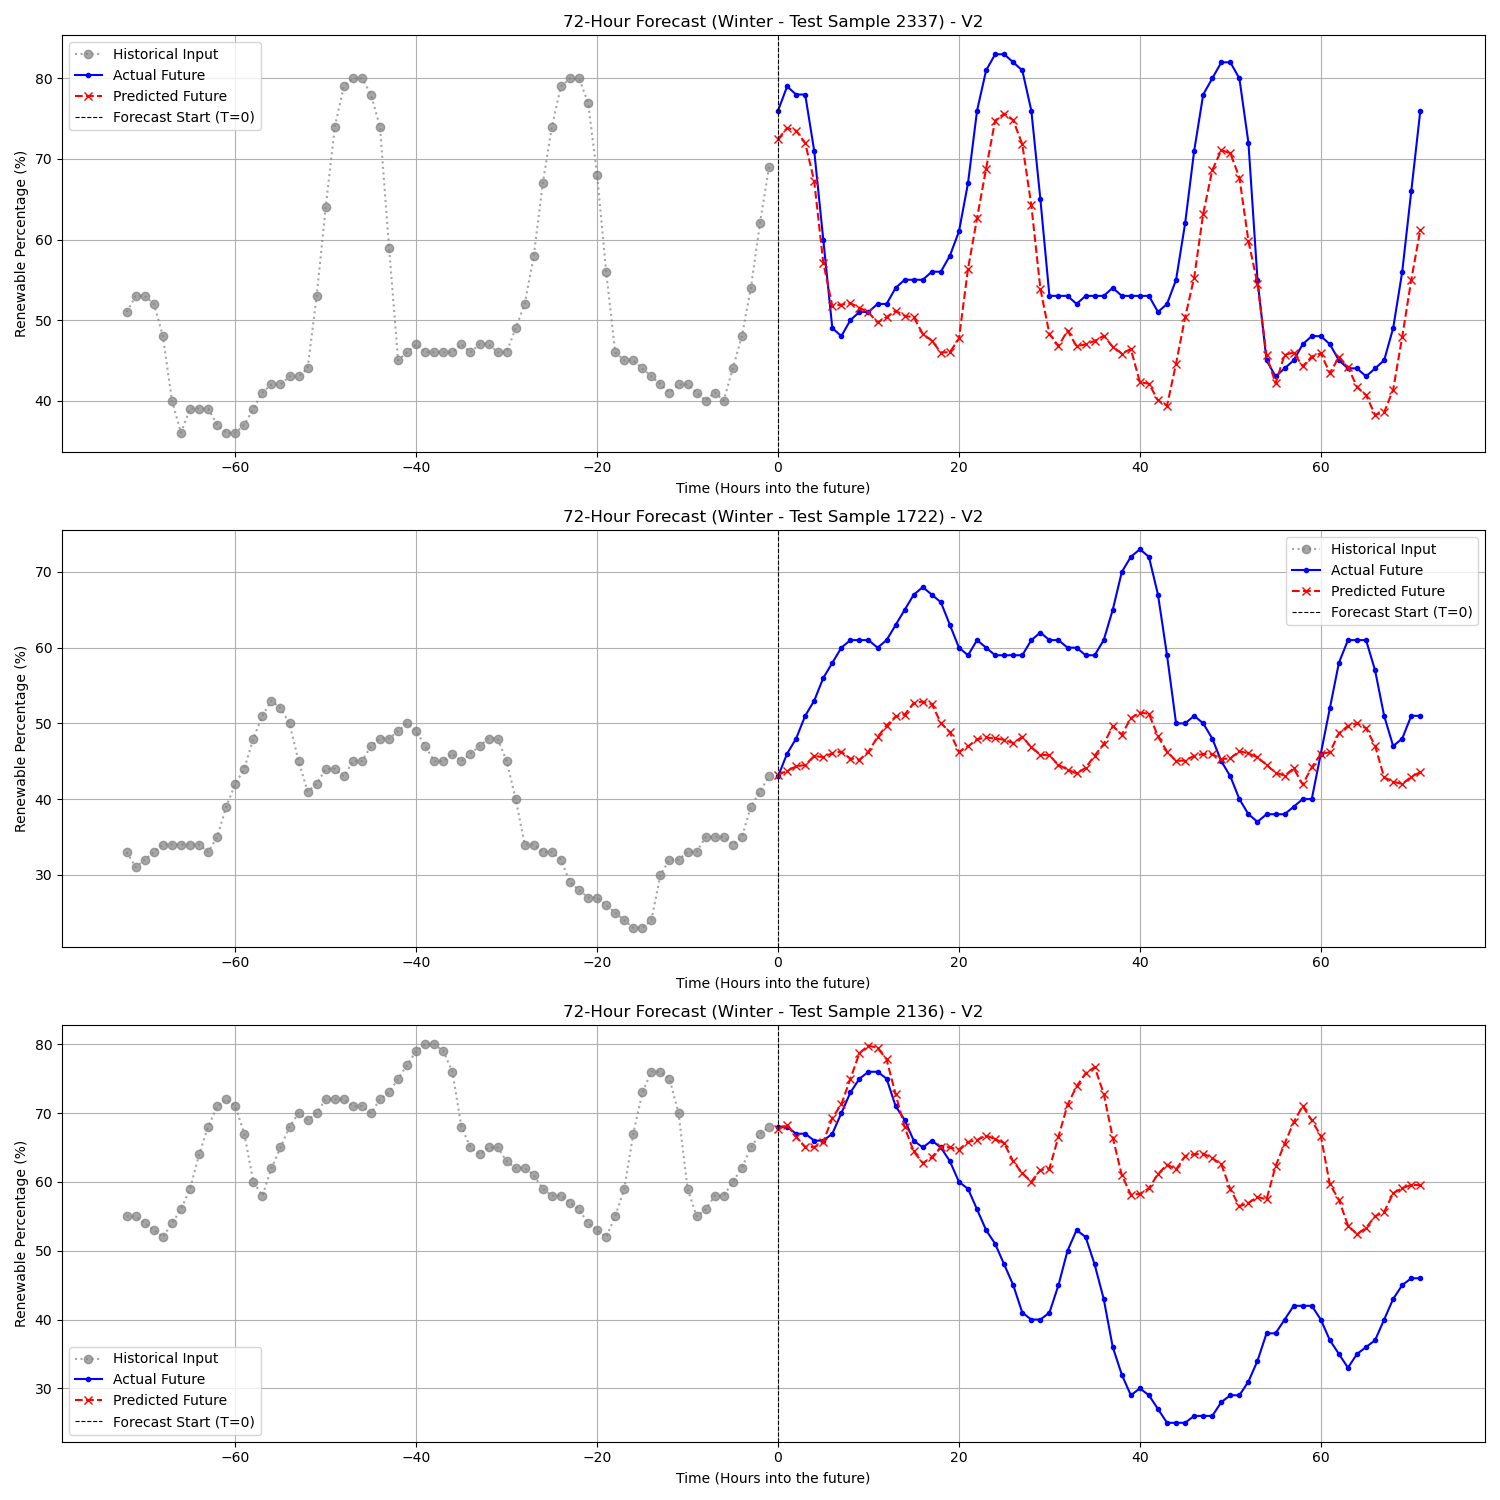 72-Hour Forecast (Winter - Test Sample 2337) - V2
Historical Input
Actual Future
Predicted Future
Forecast Start (T=0)
Renewable Percentage (%)
80
70
60
50
40
−60
−40
−20
0
20
40
60
Time (Hours into the future)
72-Hour Forecast (Winter - Test Sample 1722) - V2
Historical Input
Actual Future
Predicted Future
Forecast Start (T=0)
Renewable Percentage (%)
70
60
50
40
30
−60
−40
−20
0
20
40
60
Time (Hours into the future)
72-Hour Forecast (Winter - Test Sample 2136) - V2
Renewable Percentage (%)
80
70
60
50
40
30
Historical Input
Actual Future
Predicted Future
Forecast Start (T=0)
−60
−40
−20
0
20
40
60
Time (Hours into the future)